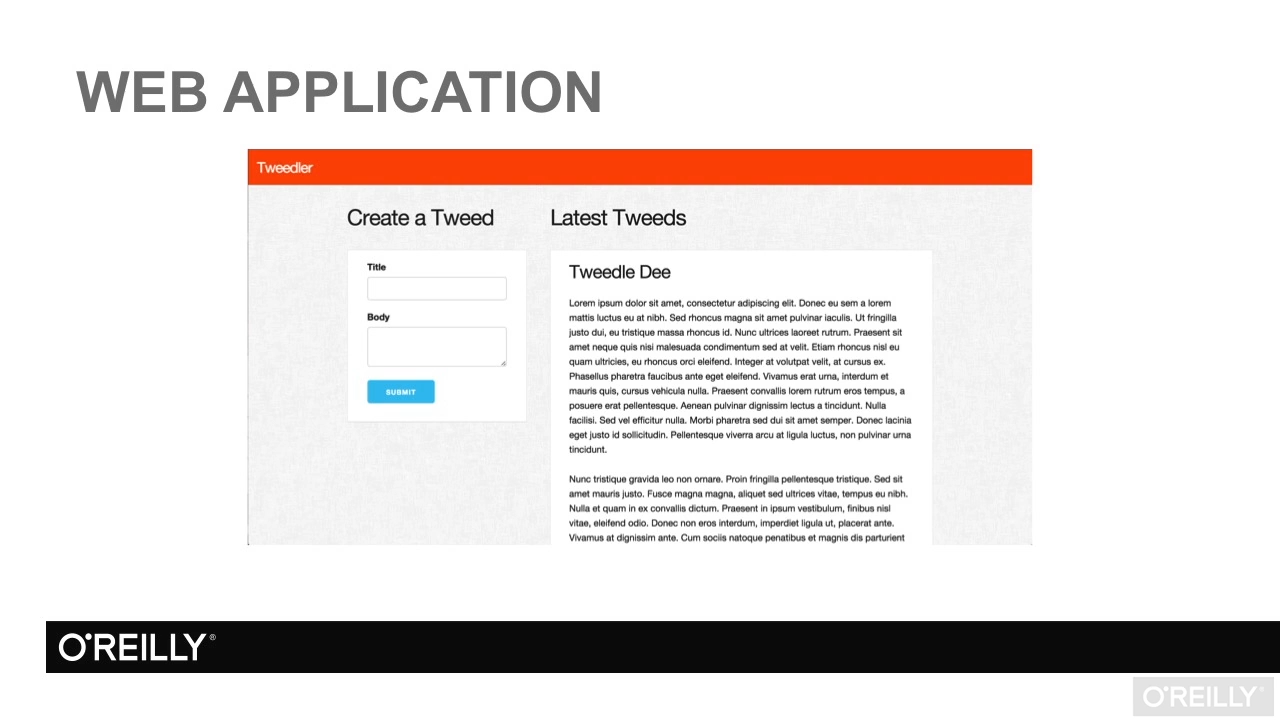 WEB APPLICATION
Tweedler
Create a Tweed
Title
Body
SUBMIT
Latest Tweeds
Tweedle Dee
Lorem ipsum dolor sit amet, consectetur adipiscing elit. Donec eu sem a lorem
mattis luctus eu at nibh. Sed rhoncus magna sit amet pulvinar iaculis. Ut fringilla
justo dui, eu tristique massa rhoncus id. Nunc ultrices laoreet rutrum. Praesent sit
amet neque quis nisi malesuada condimentum sed at velit. Etiam rhoncus nisl eu
quam ultricies, eu rhoncus orci eleifend. Integer at volutpat velit, at cursus ex.
Phasellus pharetra faucibus ante eget eleifend. Vivamus erat urna, interdum et
mauris quis, cursus vehicula nulla. Praesent convallis lorem rutrum eros tempus, a
posuere erat pellentesque. Aenean pulvinar dignissim lectus a tincidunt. Nulla
facilisi. Sed vel efficitur nulla. Morbi pharetra sed dui sit amet semper. Donec lacinia
eget justo id sollicitudin. Pellentesque viverra arcu at ligula luctus, non pulvinar urna
tincidunt.
Nunc tristique gravida leo non ornare. Proin fringilla pellentesque tristique. Sed sit
amet mauris justo. Fusce magna magna, aliquet sed ultrices vitae, tempus eu nibh.
Nulla et quam in ex convallis dictum. Praesent in ipsum vestibulum, finibus nisl
vitae, eleifend odio. Donec non eros interdum, imperdiet ligula ut, placerat ante.
Vivamus at dignissim ante. Cum sociis natoque penatibus et magnis dis parturient
O'REILLY®
O'REILLY®